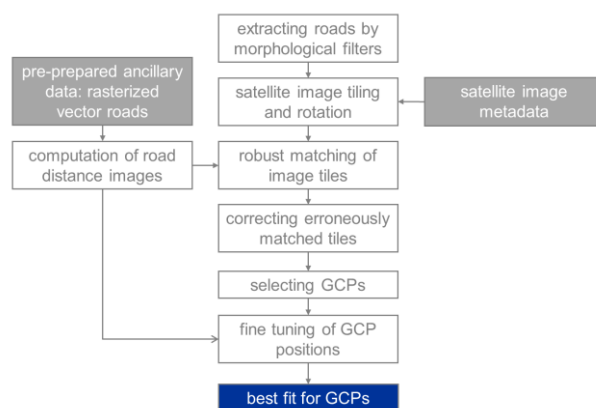 extracting roads by
morphological filters
pre-prepared ancillary
data: rasterized
vector roads
satellite image tiling
and rotation
satellite image
metadata
computation of road
distance images
robust matching of
image tiles
correcting erroneously
matched tiles
selecting GCPs
fine tuning of GCP
positions
best fit for GCPs